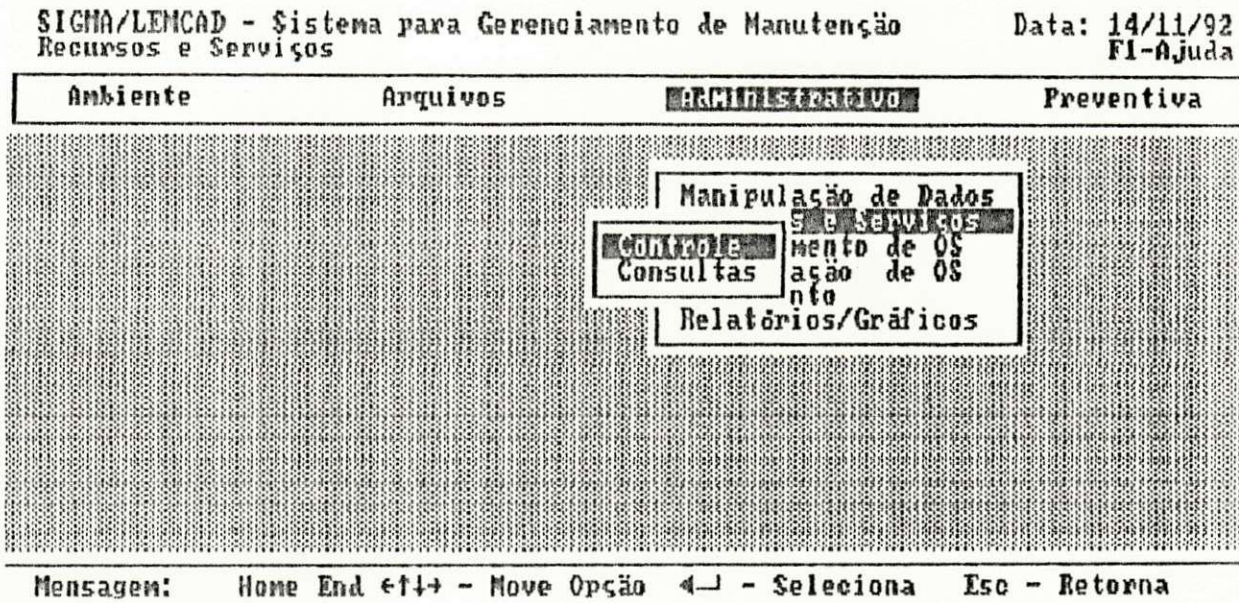 SIGMA/LEMCAD - Sistema para Gerenciamento de Manutenção Data: 14/11/92
Recursos e Serviços F1-Ajuda
Ambiente Arquivos Administrativo Preventiva
Manipulação de Dados
s e Serviços
Controle mento de OS
Consultas ação de OS
nto
Relatórios/Gráficos
Mensagem: Home End ←↑↓→ - Move Opção ◄─┘ - Seleciona Esc - Retorna